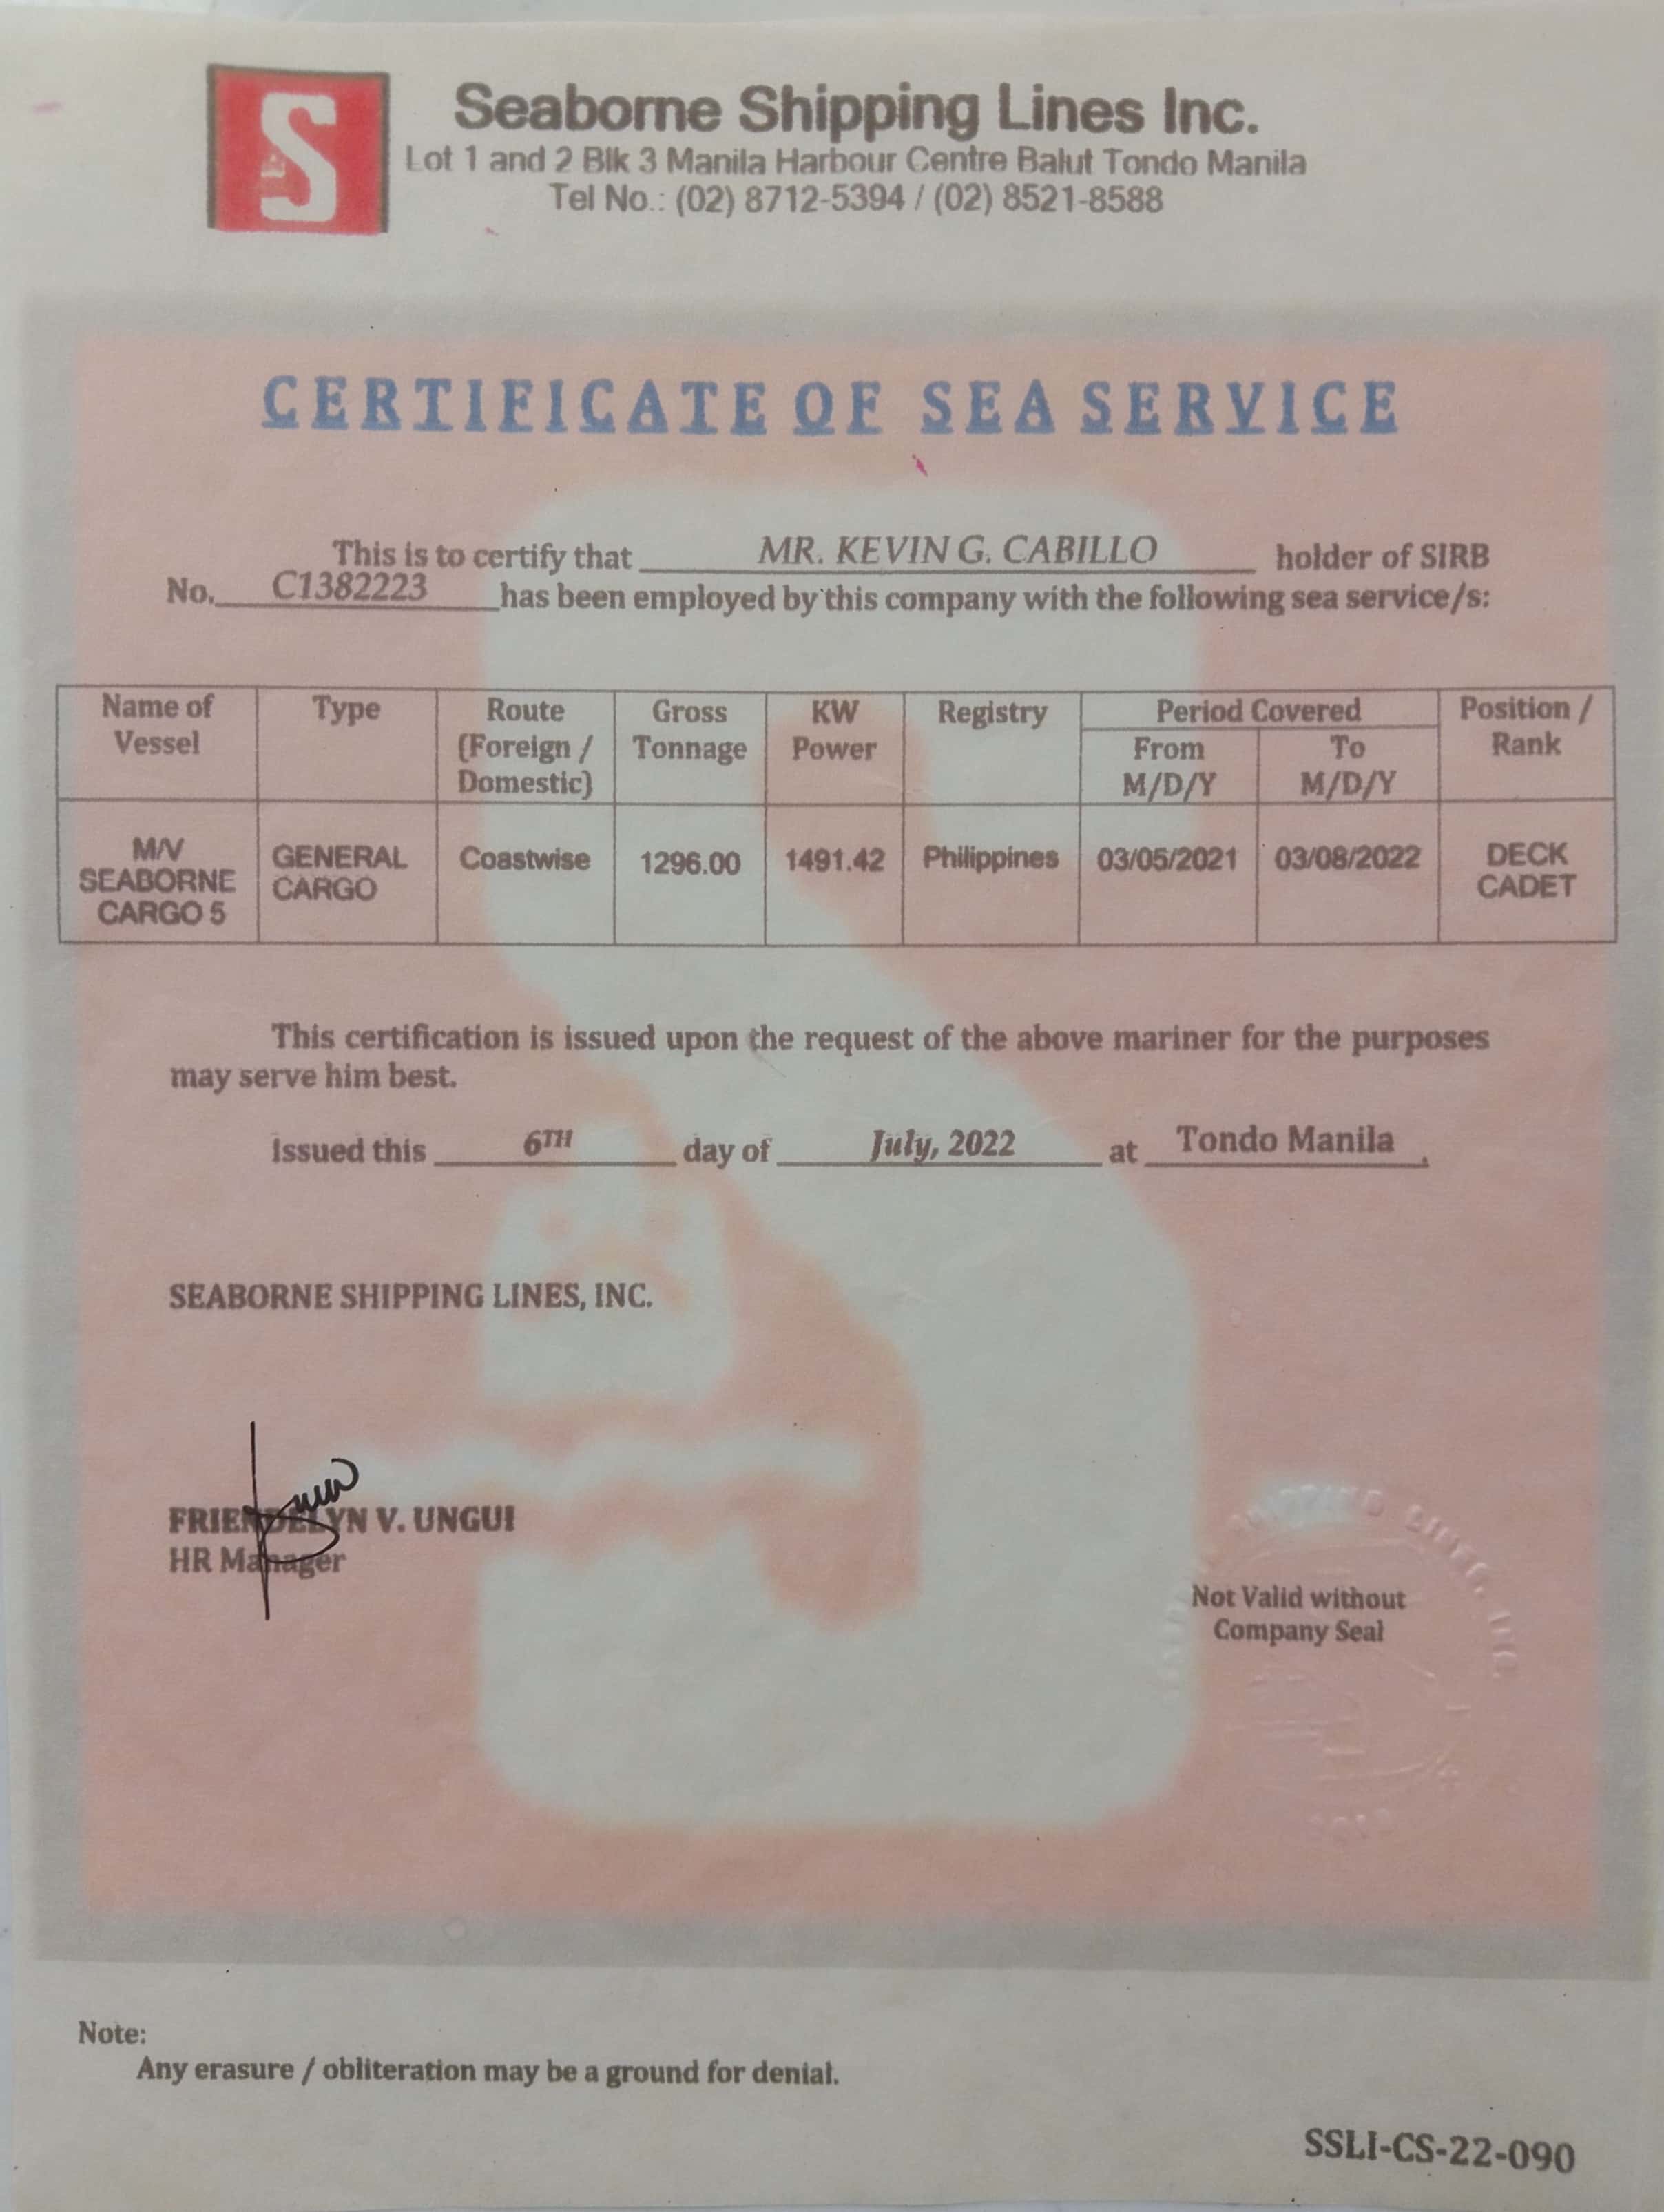 S
Seaborne Shipping Lines Inc.
Lot 1 and 2 Blk 3 Manila Harbour Centre Balut Tondo Manila
Tel No.: (02) 8712-5394 / (02) 8521-8588
CERTIFICATE OF SEA SERVICE
This is to certify that MR. KEVIN G. CABILLO holder of SIRB
No. C1382223 has been employed by this company with the following sea service/s:
Name of Vessel Type Route (Foreign / Domestic) Gross Tonnage KW Power Registry Period Covered From M/D/Y To M/D/Y Position / Rank
M/V SEABORNE CARGO 5 GENERAL CARGO Coastwise 1296.00 1491.42 Philippines 03/05/2021 03/08/2022 DECK CADET
This certification is issued upon the request of the above mariner for the purposes
may serve him best.
Issued this 6TH day of July, 2022 at Tondo Manila.
SEABORNE SHIPPING LINES, INC.
FRIENDELYN V. UNGUI
HR Manager
Not Valid without
Company Seal
Note:
Any erasure / obliteration may be a ground for denial.
SSLI-CS-22-090